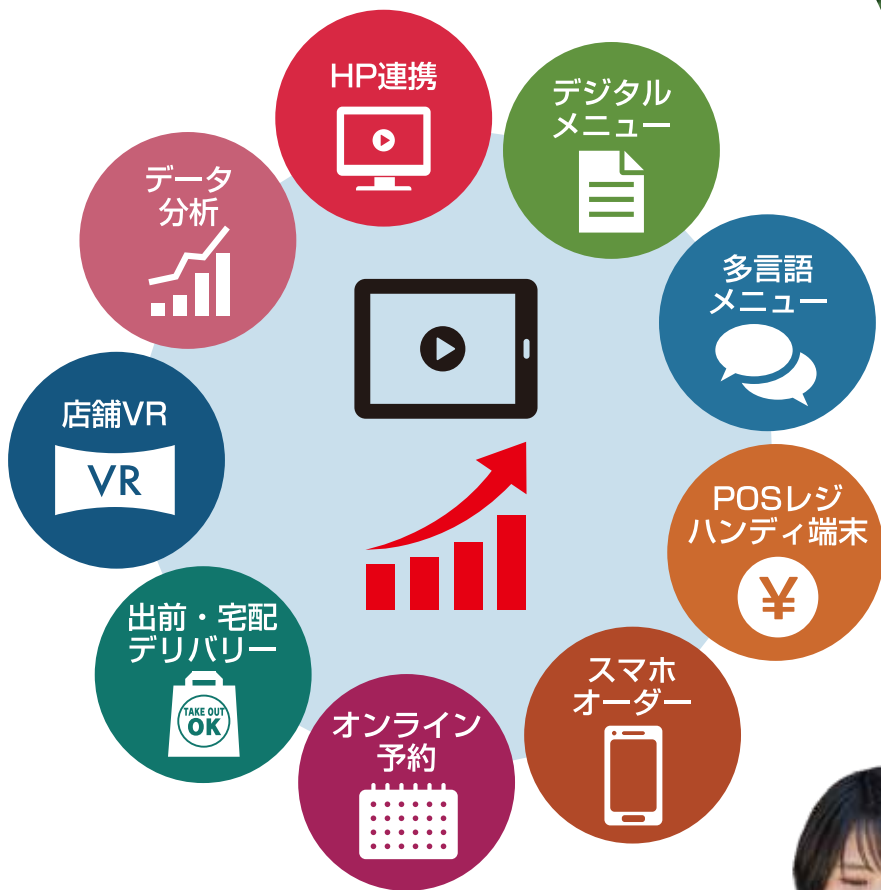 HP連携
デジタル
メニュー
多言語
メニュー
POSレジ
ハンディ端末
¥
スマホ
オーダー
オンライン
予約
出前・宅配
デリバリー
TAKE OUT
OK
店舗VR
VR
データ
分析